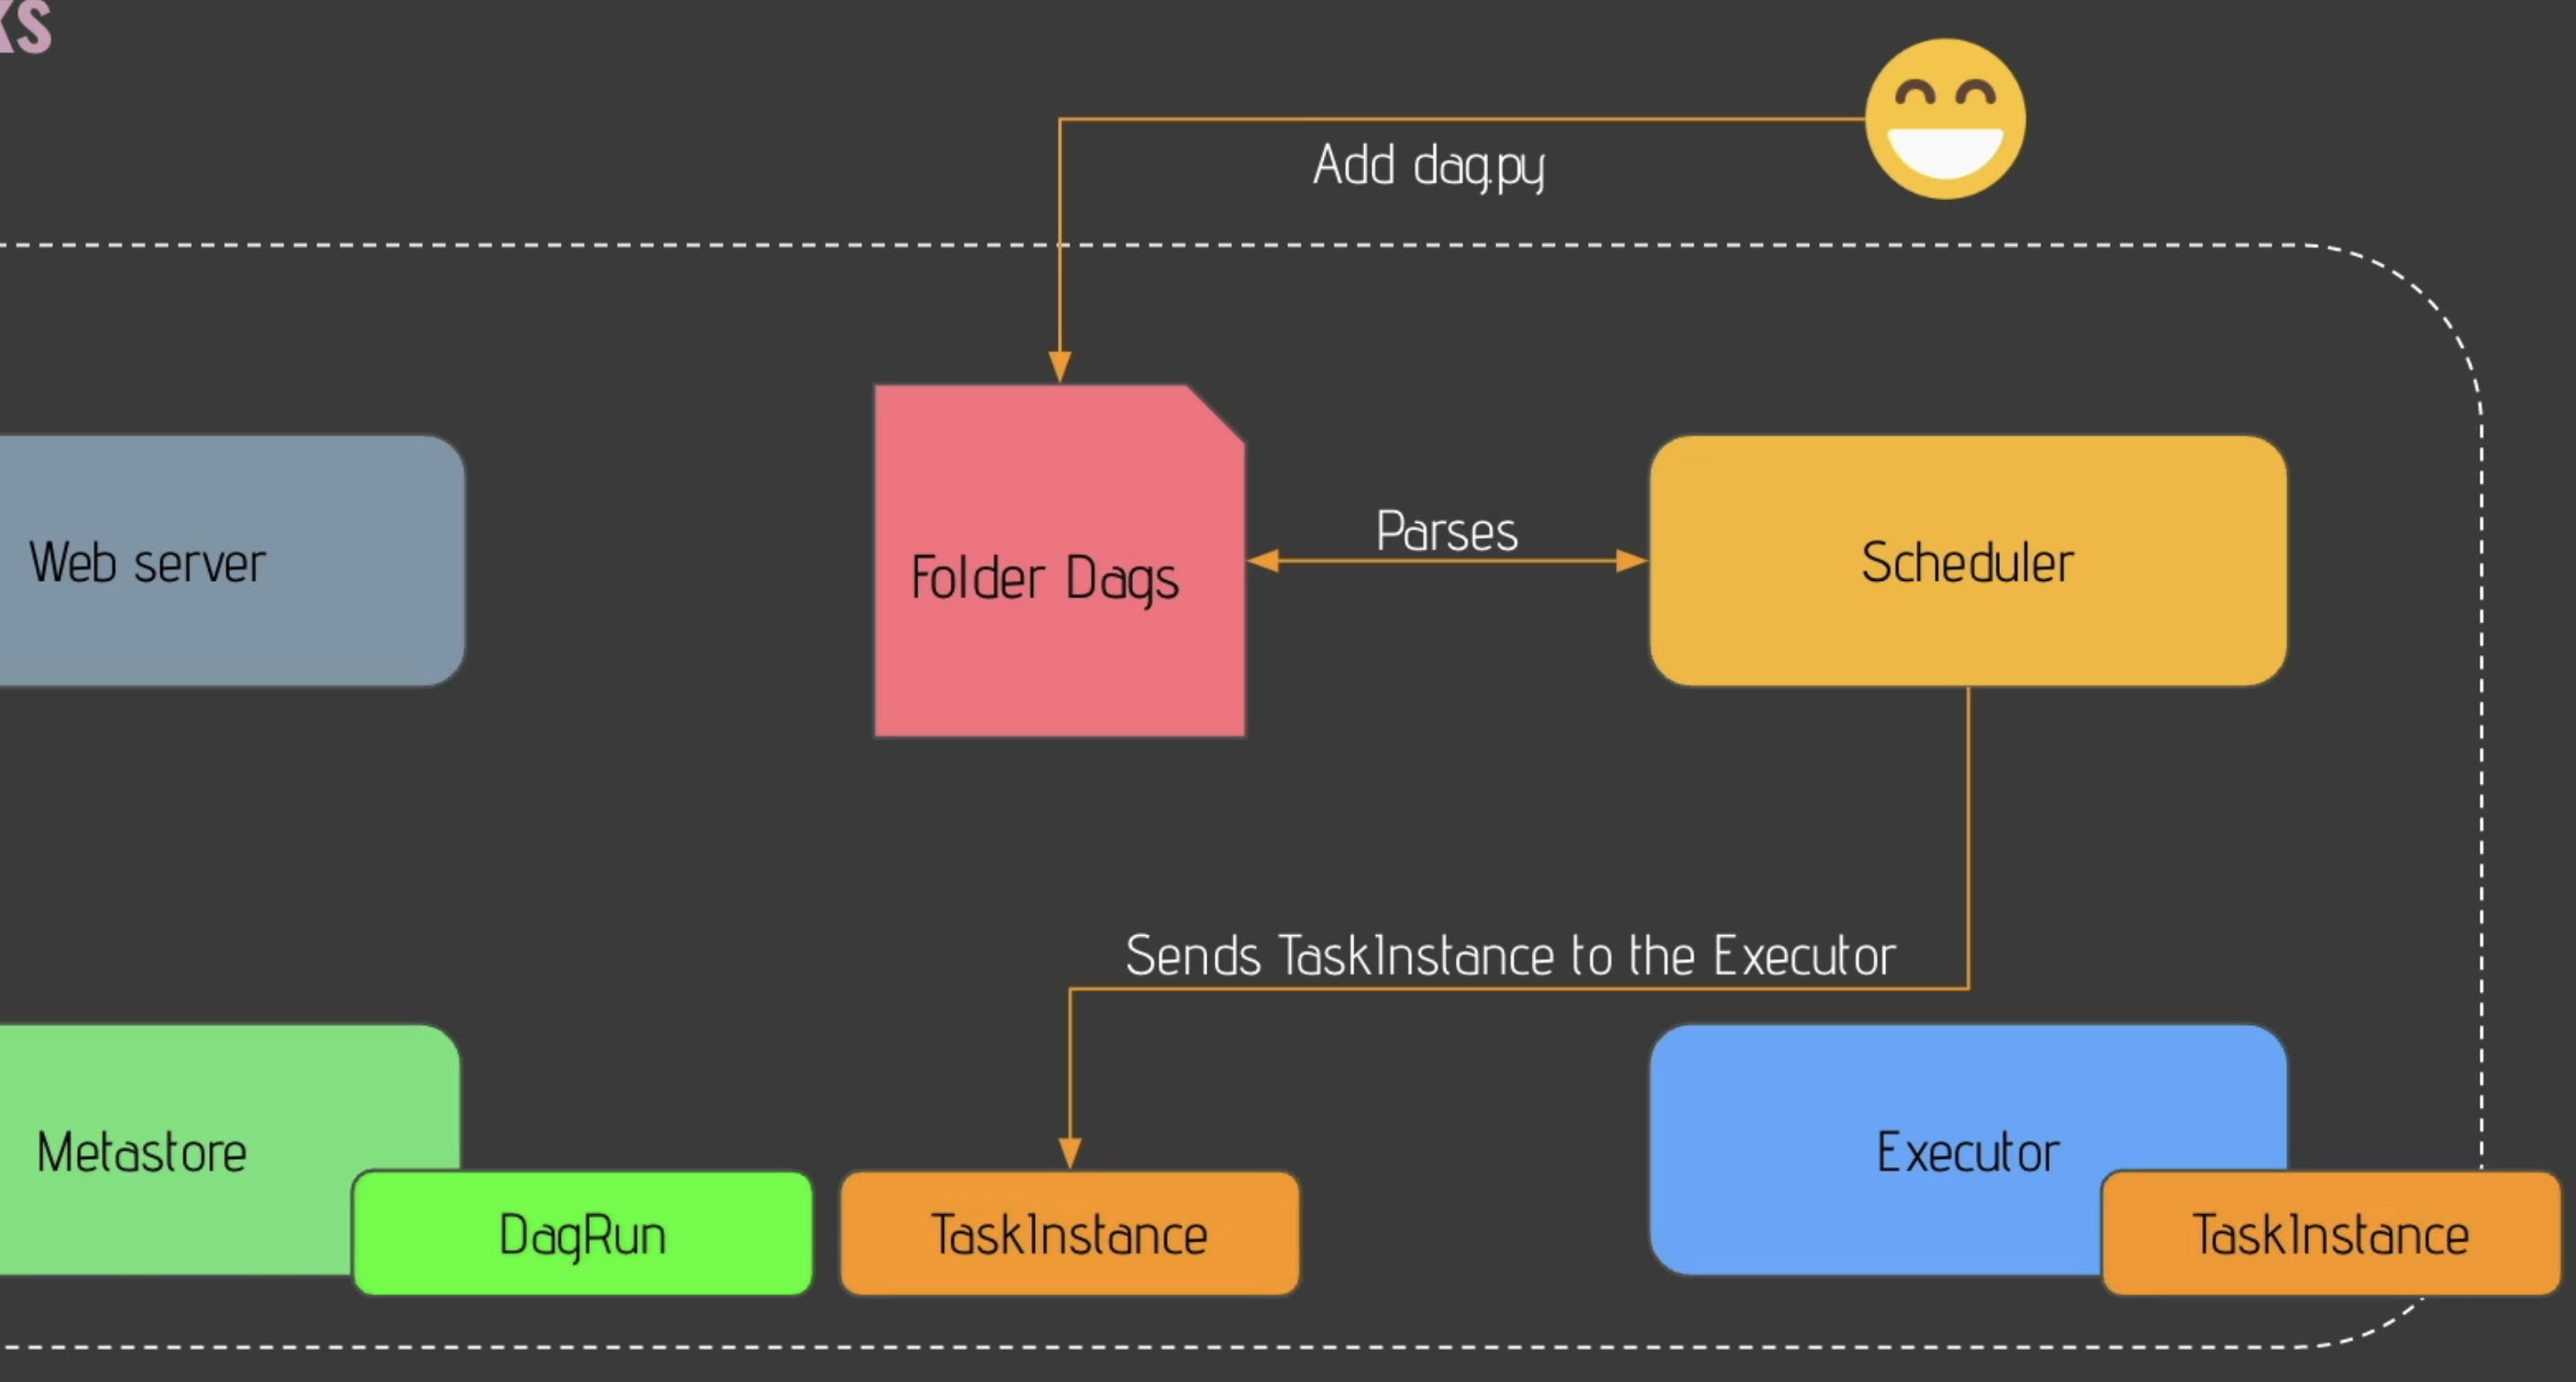 ks
Add dag.py
Web server
Folder Dags
Parses
Scheduler
Sends TaskInstance to the Executor
Metastore
Executor
DagRun
TaskInstance
TaskInstance